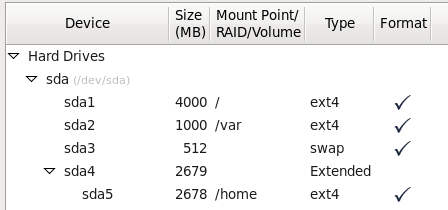 Device Size (MB) Mount Point/ RAID/Volume Type Format
Hard Drives
sda (/dev/sda)
sda1 4000 / ext4
sda2 1000 /var ext4
sda3 512 swap
sda4 2679 Extended
sda5 2678 /home ext4